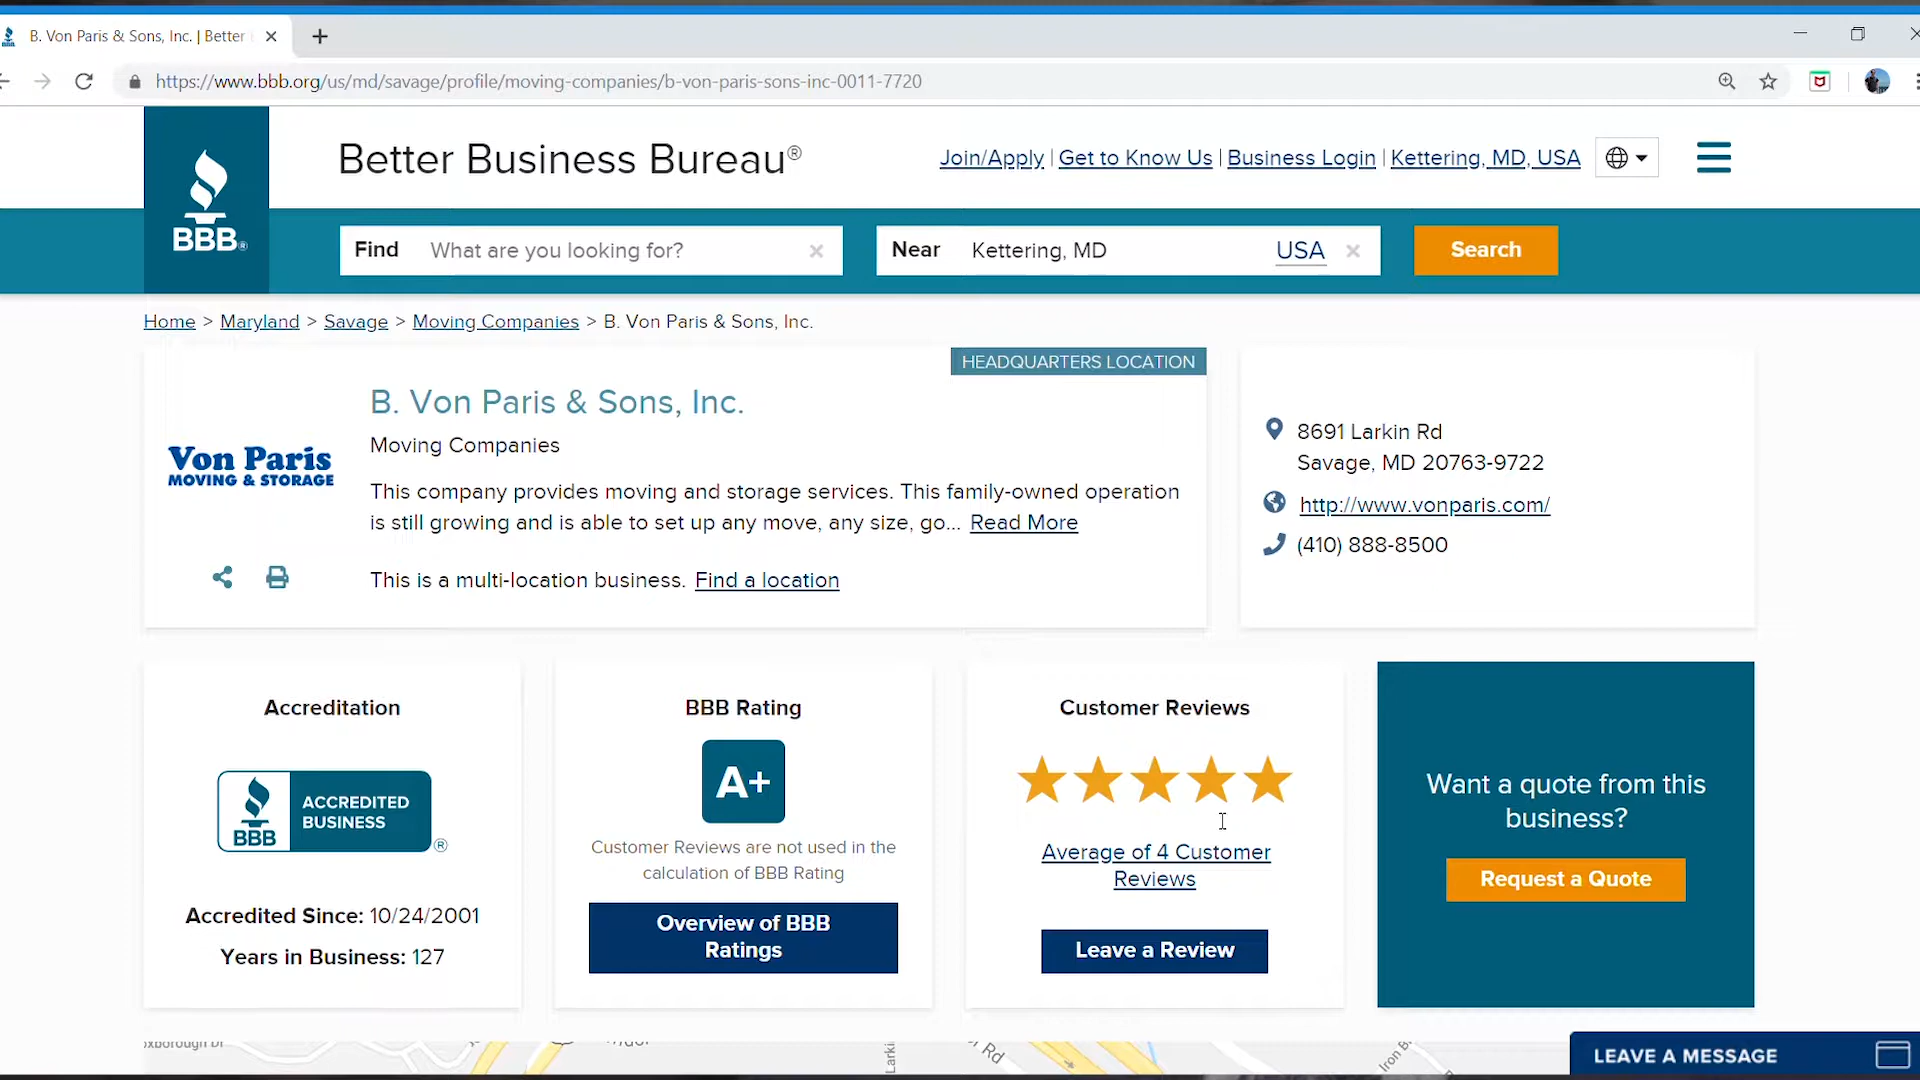 B. Von Paris & Sons, Inc. | Better
https://www.bbb.org/us/md/savage/profile/moving-companies/b-von-paris-sons-inc-0011-7720
BBB®
Better Business Bureau®
Join/Apply | Get to Know Us | Business Login | Kettering, MD, USA
Find What are you looking for?
Near Kettering, MD USA
Search
Home > Maryland > Savage > Moving Companies > B. Von Paris & Sons, Inc.
HEADQUARTERS LOCATION
Von Paris
MOVING & STORAGE
B. Von Paris & Sons, Inc.
Moving Companies
This company provides moving and storage services. This family-owned operation
is still growing and is able to set up any move, any size, go... Read More
This is a multi-location business. Find a location
8691 Larkin Rd
Savage, MD 20763-9722
http://www.vonparis.com/
(410) 888-8500
Accreditation
BBB
ACCREDITED
BUSINESS
®
Accredited Since: 10/24/2001
Years in Business: 127
BBB Rating
A+
Customer Reviews are not used in the
calculation of BBB Rating
Overview of BBB
Ratings
Customer Reviews
Average of 4 Customer
Reviews
Leave a Review
Want a quote from this
business?
Request a Quote
Larki
Rd
Iron B
LEAVE A MESSAGE